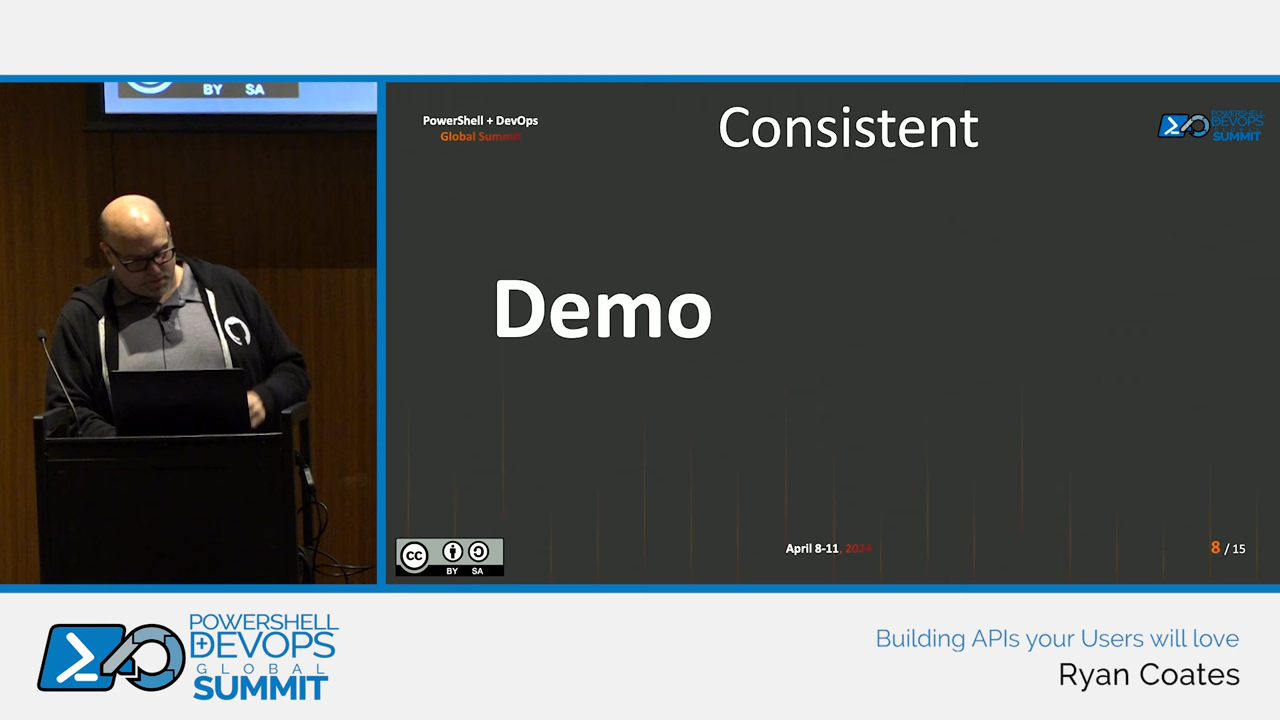 BY SA
PowerShell + DevOps
Global Summit
Consistent
POWERSHELL
DEVOPS
SUMMIT
Demo
cc
BY SA
April 8-11, 2024
8 / 15
POWERSHELL
+DEVOPS
GLOBAL
SUMMIT
Building APIs your Users will love
Ryan Coates